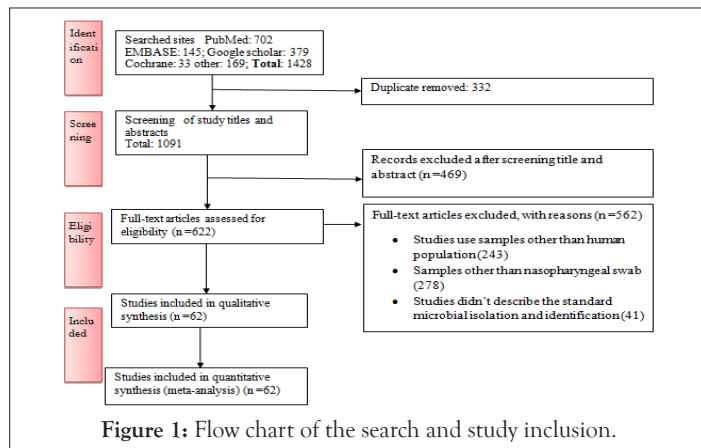 Ident
ificati
on
Searched sites PubMed: 702
EMBASE: 145; Google scholar: 379
Cochrane: 33 other: 169; Total: 1428
Duplicate removed: 332
Scree
ning
Screening of study titles and
abstracts
Total: 1091
Records excluded after screening title and
abstract (n=469)
Eligi
bility
Full-text articles assessed for
eligibility (n=622)
Full-text articles excluded, with reasons (n=562)
• Studies use samples other than human
population(243)
• Samples other than nasopharyngeal swab
(278)
• Studies didn't describe the standard
microbial isolation and identification(41)
Studies included in qualitative
synthesis (n=62)
Inclu
ded
Studies included in quantitative
synthesis (meta-analysis) (n=62)
Figure 1: Flow chart of the search and study inclusion.